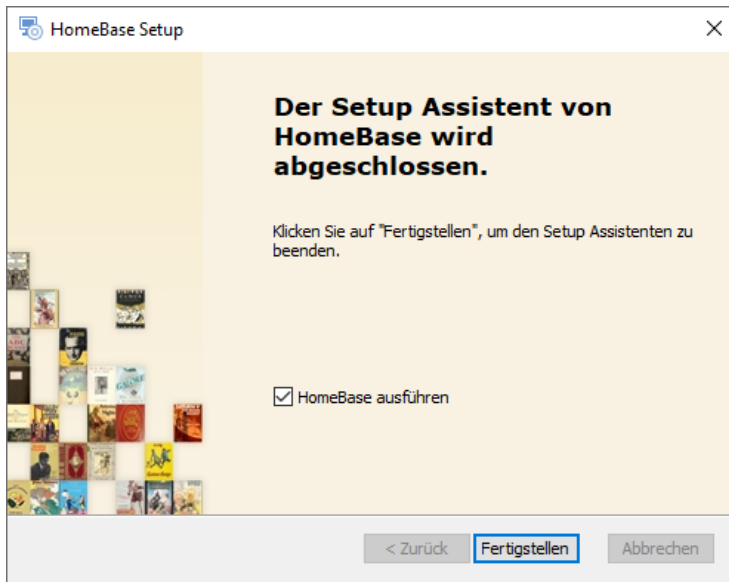 HomeBase Setup
Der Setup Assistent von
HomeBase wird
abgeschlossen.
Klicken Sie auf "Fertigstellen", um den Setup Assistenten zu
beenden.
HomeBase ausführen
< Zurück
Fertigstellen
Abbrechen